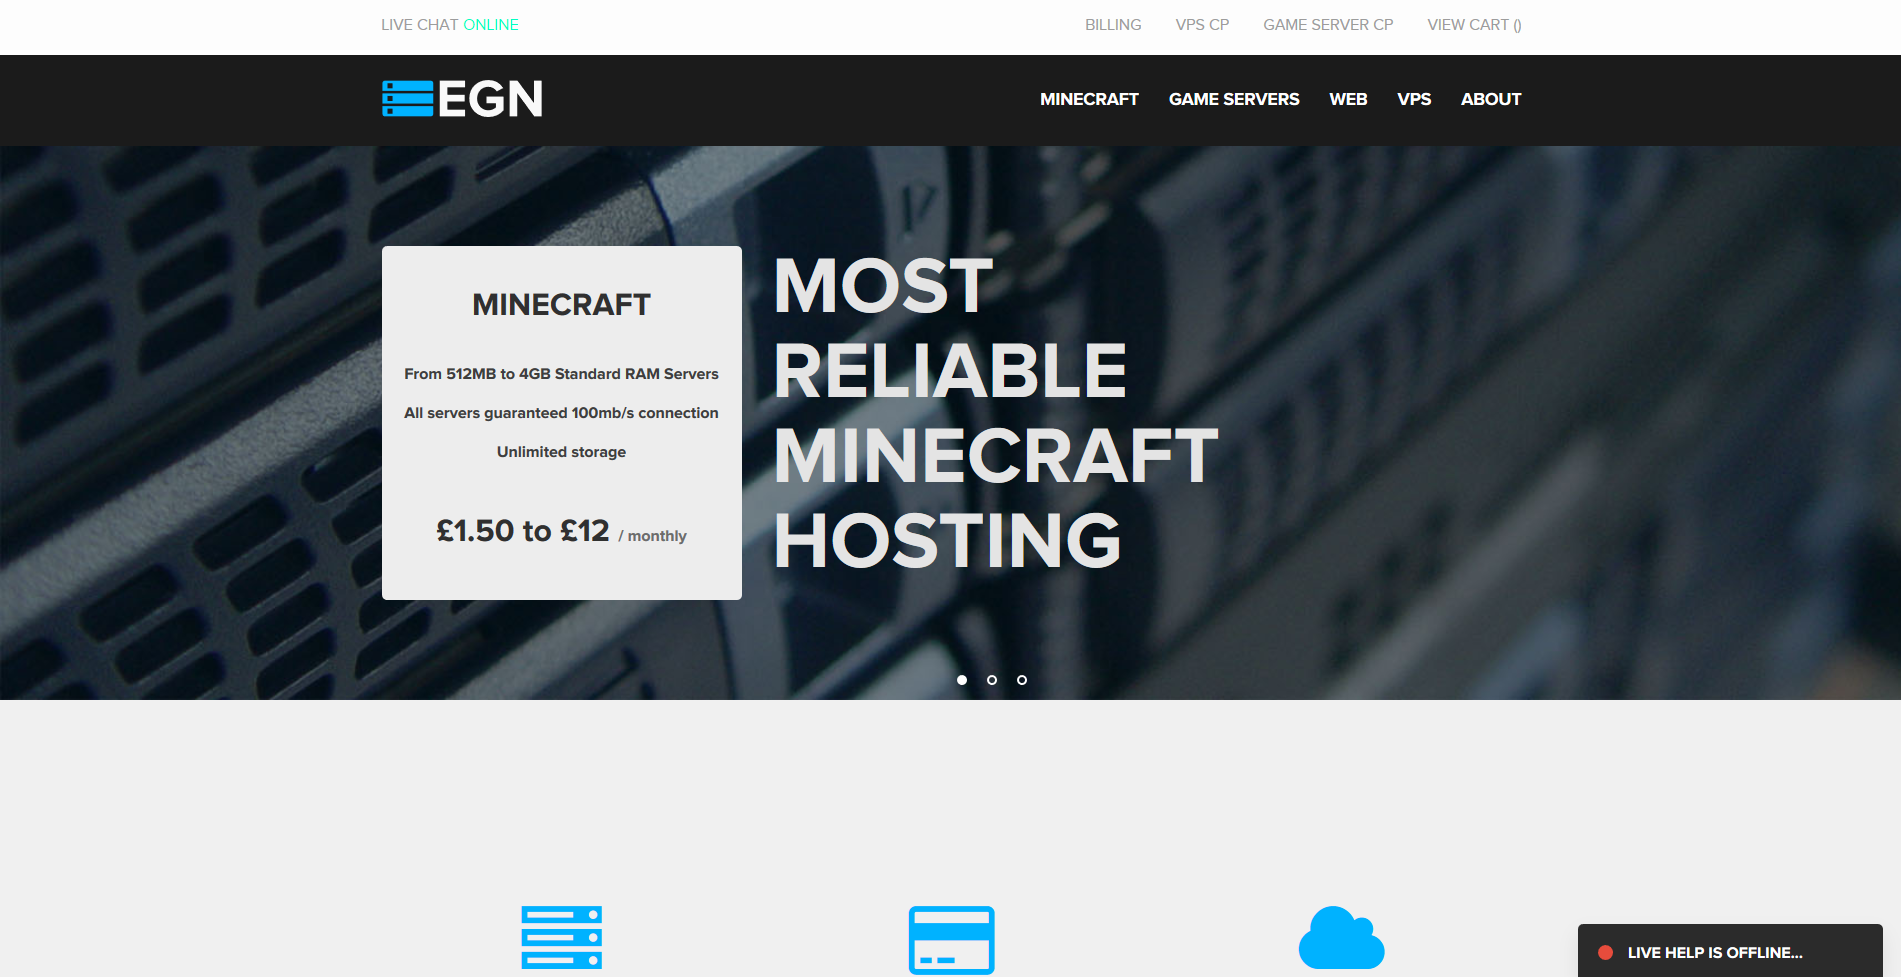 LIVE CHAT ONLINE
BILLING VPS CP GAME SERVER CP VIEW CART ()
EGN
MINECRAFT GAME SERVERS WEB VPS ABOUT
MINECRAFT
From 512MB to 4GB Standard RAM Servers
All servers guaranteed 100mb/s connection
Unlimited storage
£1.50 to £12 / monthly
MOST
RELIABLE
MINECRAFT
HOSTING
LIVE HELP IS OFFLINE...